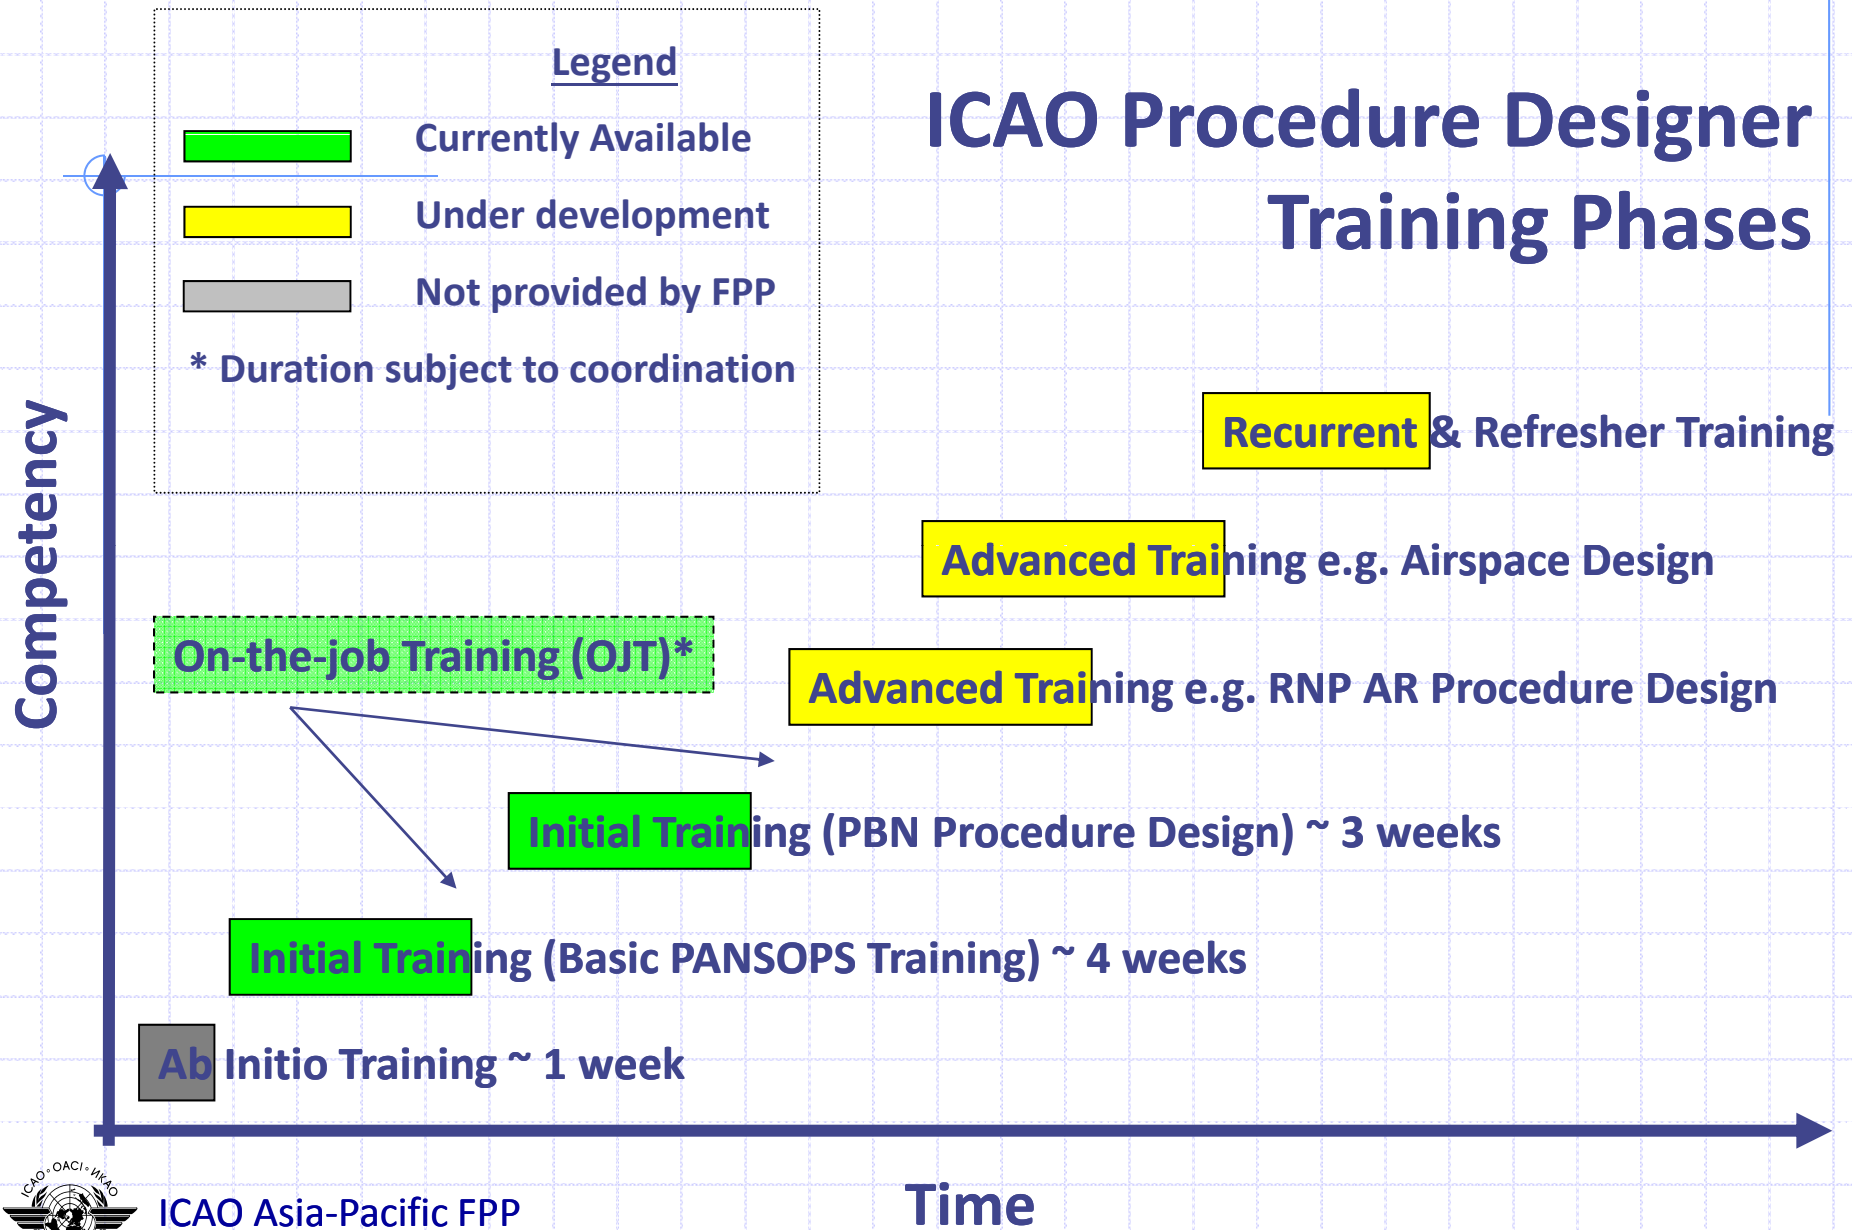 Legend
Currently Available
Under development
Not provided by FPP
* Duration subject to coordination
ICAO Procedure Designer
Training Phases
Competency
Recurrent & Refresher Training
Advanced Training e.g. Airspace Design
On-the-job Training (OJT)*
Advanced Training e.g. RNP AR Procedure Design
Initial Training (PBN Procedure Design) ~ 3 weeks
Initial Training (Basic PANSOPS Training) ~ 4 weeks
Ab Initio Training ~ 1 week
Time
ICAO ° OACI ° ИКАО
ICAO Asia-Pacific FPP